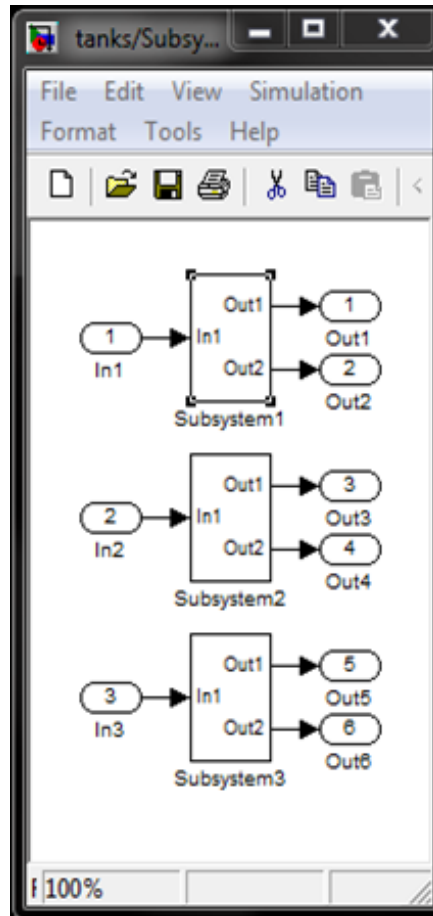 tanks/Subsy...
File Edit View Simulation
Format Tools Help
Out1 1
1 In1 Out1
In1 Out2 2
Subsystem1 Out2
Out1 3
2 In1 Out3
In2 Out2 4
Subsystem2 Out4
Out1 5
3 In1 Out5
In3 Out2 6
Subsystem3 Out6
100%